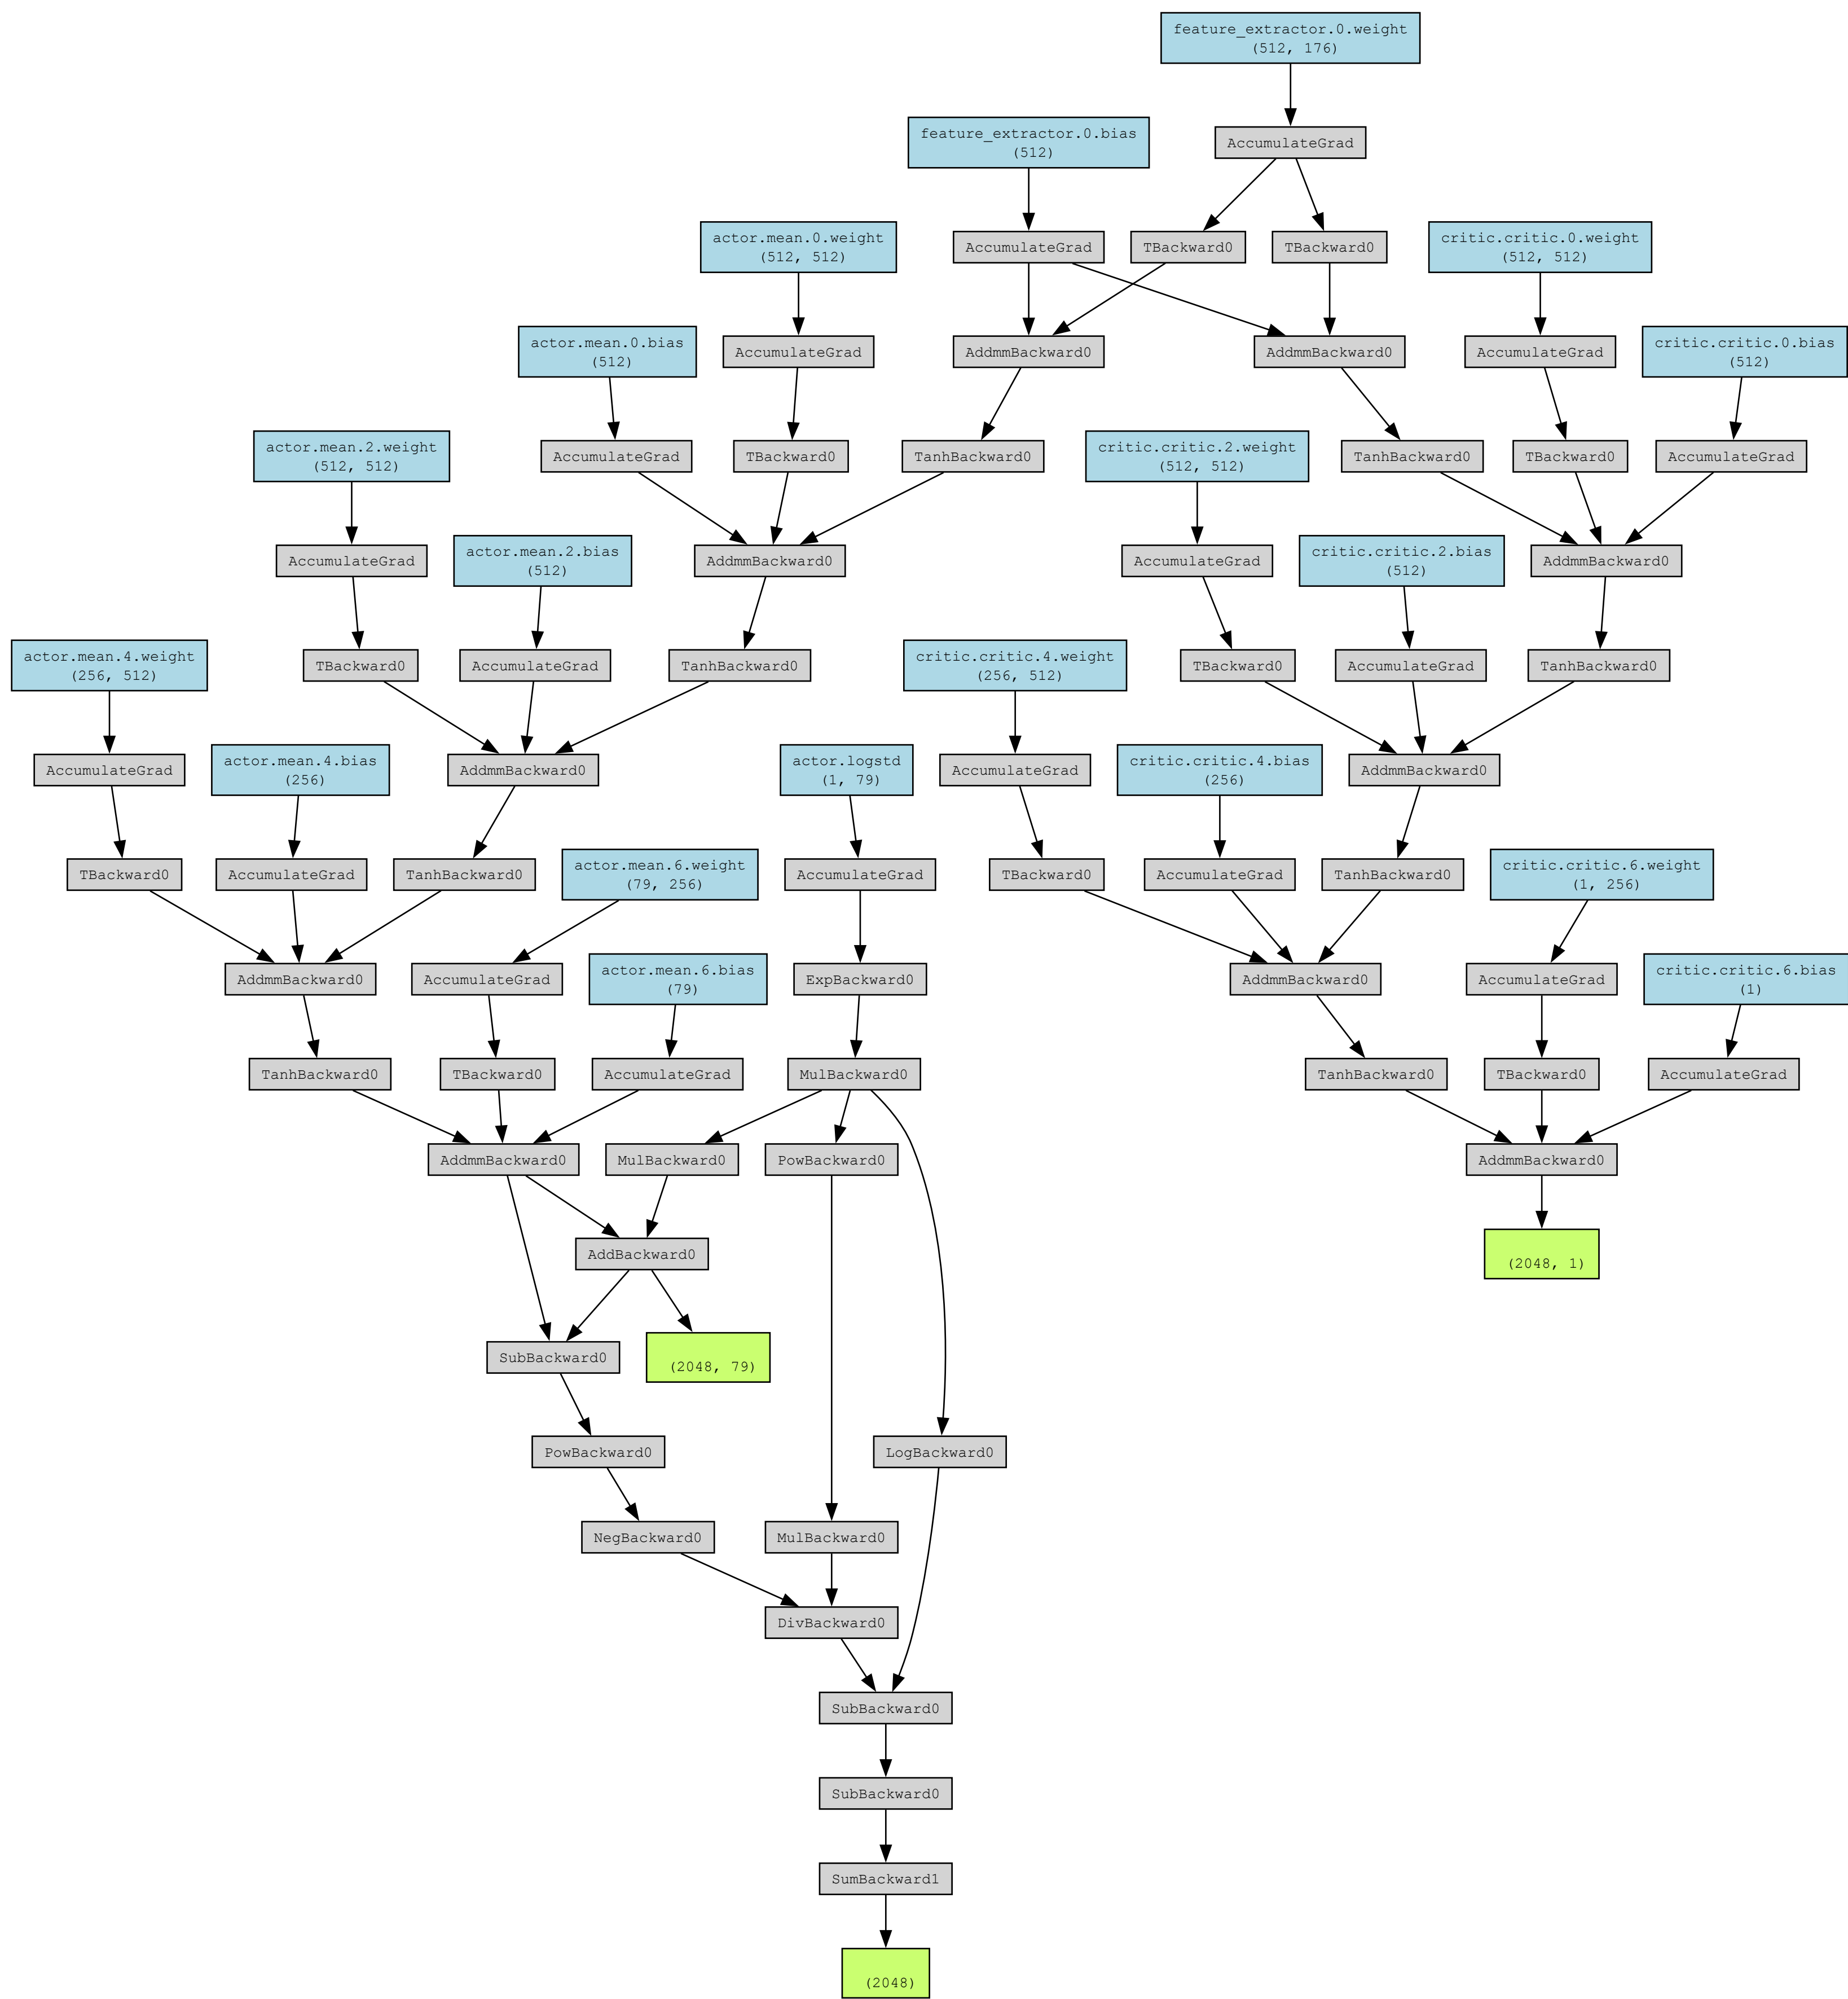 feature_extractor.0.weight
(512, 176)
feature_extractor.0.bias
(512)
AccumulateGrad
actor.mean.0.weight
(512, 512)
AccumulateGrad
TBackward0
TBackward0
critic.critic.0.weight
(512, 512)
actor.mean.0.bias
(512)
AccumulateGrad
AddmmBackward0
AddmmBackward0
AccumulateGrad
critic.critic.0.bias
(512)
actor.mean.2.weight
(512, 512)
AccumulateGrad
TBackward0
TanhBackward0
critic.critic.2.weight
(512, 512)
TanhBackward0
TBackward0
AccumulateGrad
AccumulateGrad
actor.mean.2.bias
(512)
AddmmBackward0
AccumulateGrad
critic.critic.2.bias
(512)
AddmmBackward0
actor.mean.4.weight
(256, 512)
TBackward0
AccumulateGrad
TanhBackward0
critic.critic.4.weight
(256, 512)
TBackward0
AccumulateGrad
TanhBackward0
AccumulateGrad
actor.mean.4.bias
(256)
AddmmBackward0
actor.logstd
(1, 79)
AccumulateGrad
critic.critic.4.bias
(256)
AddmmBackward0
TBackward0
AccumulateGrad
TanhBackward0
actor.mean.6.weight
(79, 256)
AccumulateGrad
TBackward0
AccumulateGrad
TanhBackward0
critic.critic.6.weight
(1, 256)
AddmmBackward0
AccumulateGrad
actor.mean.6.bias
(79)
ExpBackward0
AddmmBackward0
AccumulateGrad
critic.critic.6.bias
(1)
TanhBackward0
TBackward0
AccumulateGrad
MulBackward0
TanhBackward0
TBackward0
AccumulateGrad
AddmmBackward0
MulBackward0
PowBackward0
AddmmBackward0
AddBackward0
(2048, 1)
SubBackward0
(2048, 79)
PowBackward0
LogBackward0
NegBackward0
MulBackward0
DivBackward0
SubBackward0
SubBackward0
SumBackward1
(2048)